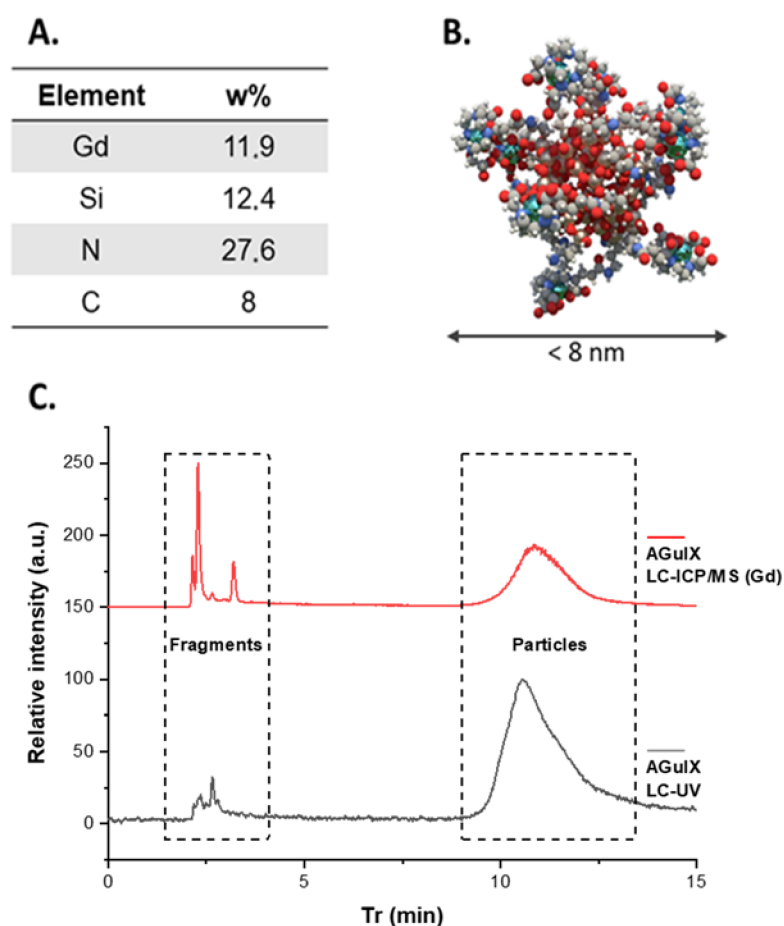 A.
Element w%
Gd 11.9
Si 12.4
N 27.6
C 8
B.
< 8 nm
C.
Relative intensity (a.u.)
250
200
150
100
50
0
Fragments
Particles
AGuIX
LC-ICP/MS (Gd)
AGuIX
LC-UV
0 5 10 15
Tr (min)